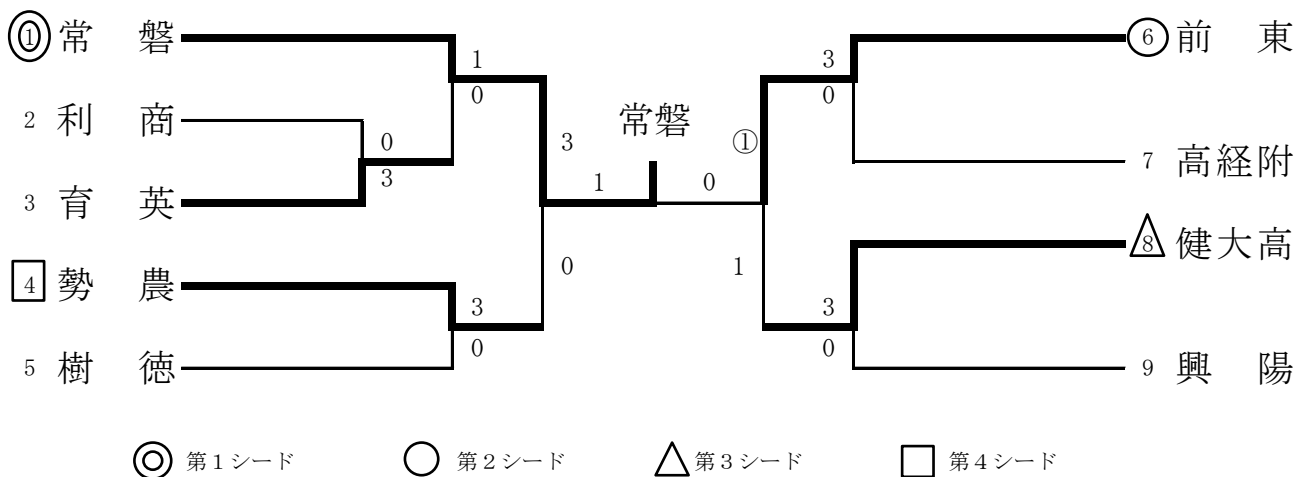 ① 常 磐
1
3
⑥ 前 東
2 利 商
0
0
0
常磐
①
0
3 育 英
3
1
0
7 高経附
4 勢 農
3
0
1
3
8 健大高
5 樹 徳
0
0
9 興 陽
3
◎ 第1シード
○ 第2シード
△ 第3シード
□ 第4シード